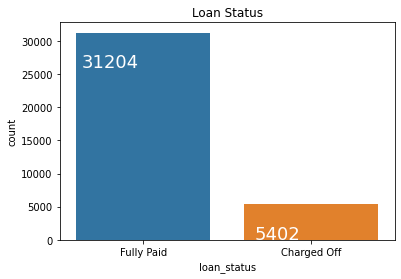 Loan Status
30000
25000
20000
15000
10000
5000
0
count
31204
5402
Fully Paid
Charged Off
loan_status